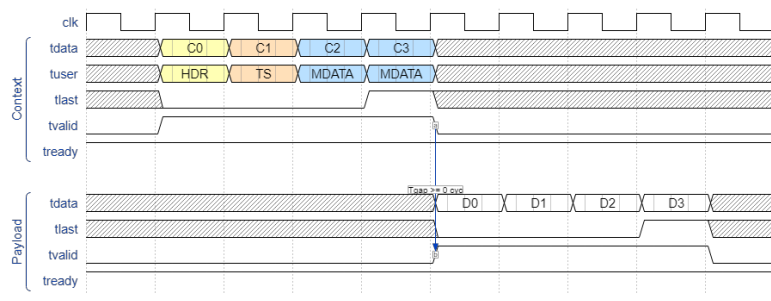 clk
Context
tdata C0 C1 C2 C3
tuser HDR TS MDATA MDATA
tlast
tvalid
tready
Tgap >= 0 cyc
Payload
tdata D0 D1 D2 D3
tlast
tvalid
tready